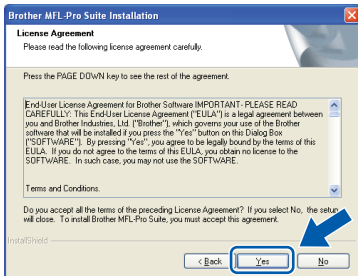 Brother MFL-Pro Suite Installation
License Agreement
Please read the following license agreement carefully.
Press the PAGE DOWN key to see the rest of the agreement.
End-User License Agreement for Brother Software IMPORTANT- PLEASE READ
CAREFULLY: This End-User License Agreement ("EULA") is a legal agreement between
you and Brother Industries, Ltd. ("Brother"), which governs your use of the Brother
software that will be installed if you press the "Yes" button on this Dialog Box
("SOFTWARE"). By pressing "Yes", you agree to be legally bound by the terms of this
EULA. If you do not agree to the terms of this EULA, you obtain no license to the
SOFTWARE. In such case, you may not use the SOFTWARE.
Terms and Conditions.
Do you accept all the terms of the preceding License Agreement? If you select No, the setup
will close. To install Brother MFL-Pro Suite, you must accept this agreement.
InstallShield
< Back
Yes
No